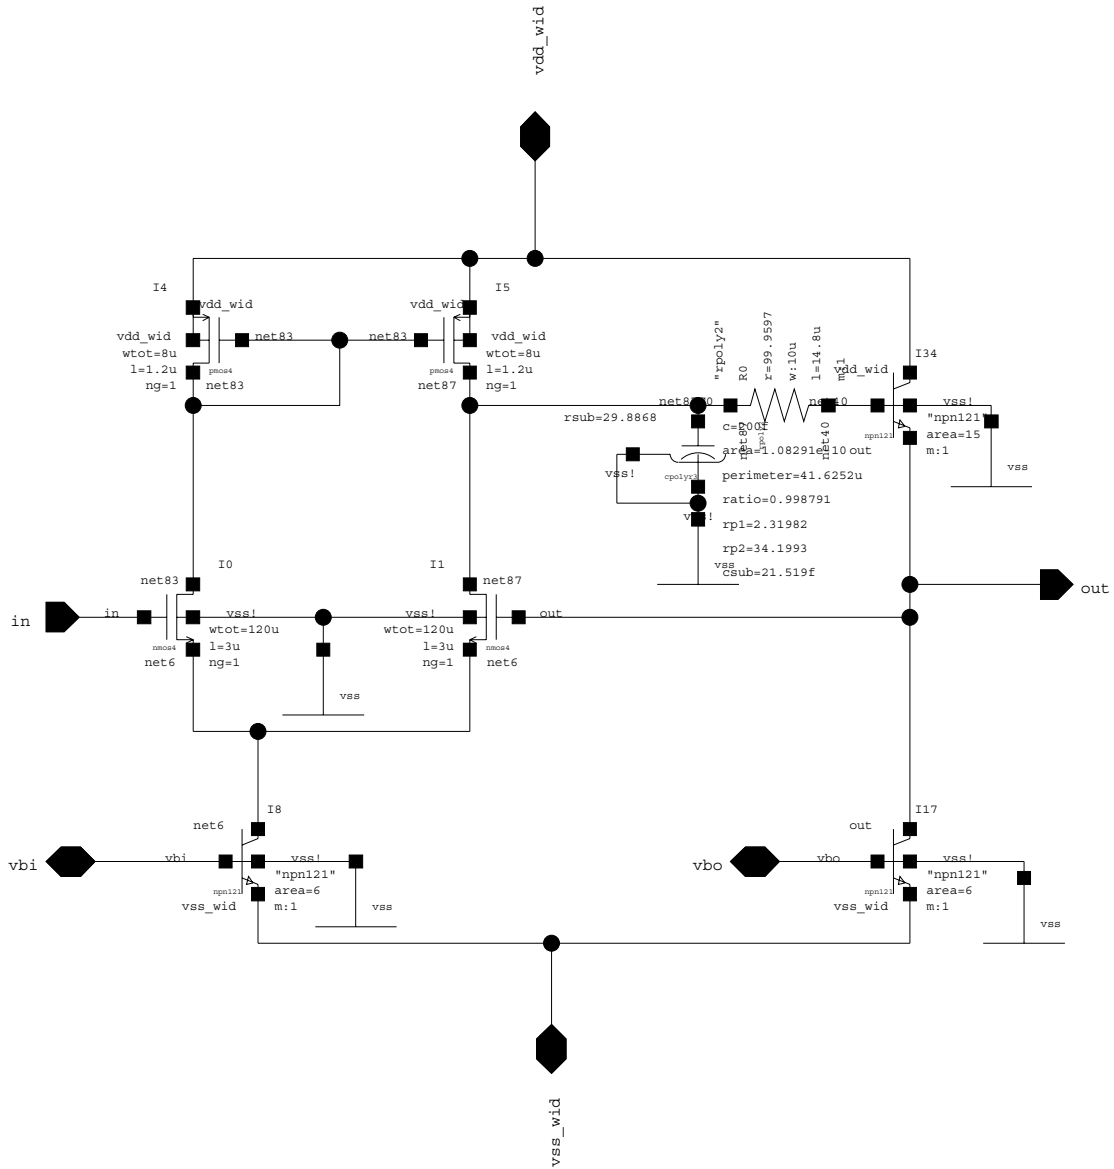 vdd_wid
I4
I5
vdd_wid
vdd_wid
vdd_wid
net83
net83
vdd_wid
wtot=8u
wtot=8u
l=1.2u
pmos4
pmos4
l=1.2u
ng=1
net83
net87
ng=1
"rpoly2"
R0
r=99.9597
w:10u
l=14.8u
m:1
I34
vdd_wid
net40
vss!
rsub=29.8868
"npn121"
npn121
area=15
m:1
net87
net40
out
area=1.08291e-10
vss!
cpolyr3
perimeter=41.6252u
vss
ratio=0.998791
vss!
rp1=2.31982
rp2=34.1993
vss
csub=21.519f
I0
I1
net83
net87
out
in
in
vss!
vss!
out
wtot=120u
wtot=120u
l=3u
nmos4
nmos4
l=3u
net6
ng=1
ng=1
net6
vss
I8
I17
net6
out
vbi
vbi
vss!
vbo
vbo
vss!
"npn121"
"npn121"
npn121
area=6
npn121
area=6
vss_wid
m:1
vss
vss_wid
m:1
vss
vss_wid